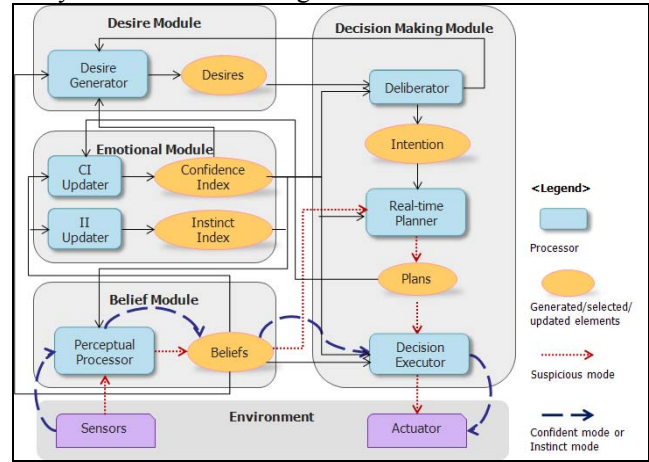 Desire Module
Desire
Generator
Desires
Emotional Module
CI
Updater
Confidence
Index
II
Updater
Instinct
Index
Belief Module
Perceptual
Processor
Beliefs
Decision Making Module
Deliberator
Intention
Real-time
Planner
Plans
Decision
Executor
Environment
Sensors
Actuator
<Legend>
Processor
Generated/selected/
updated elements
Suspicious mode
Confident mode or
Instinct mode